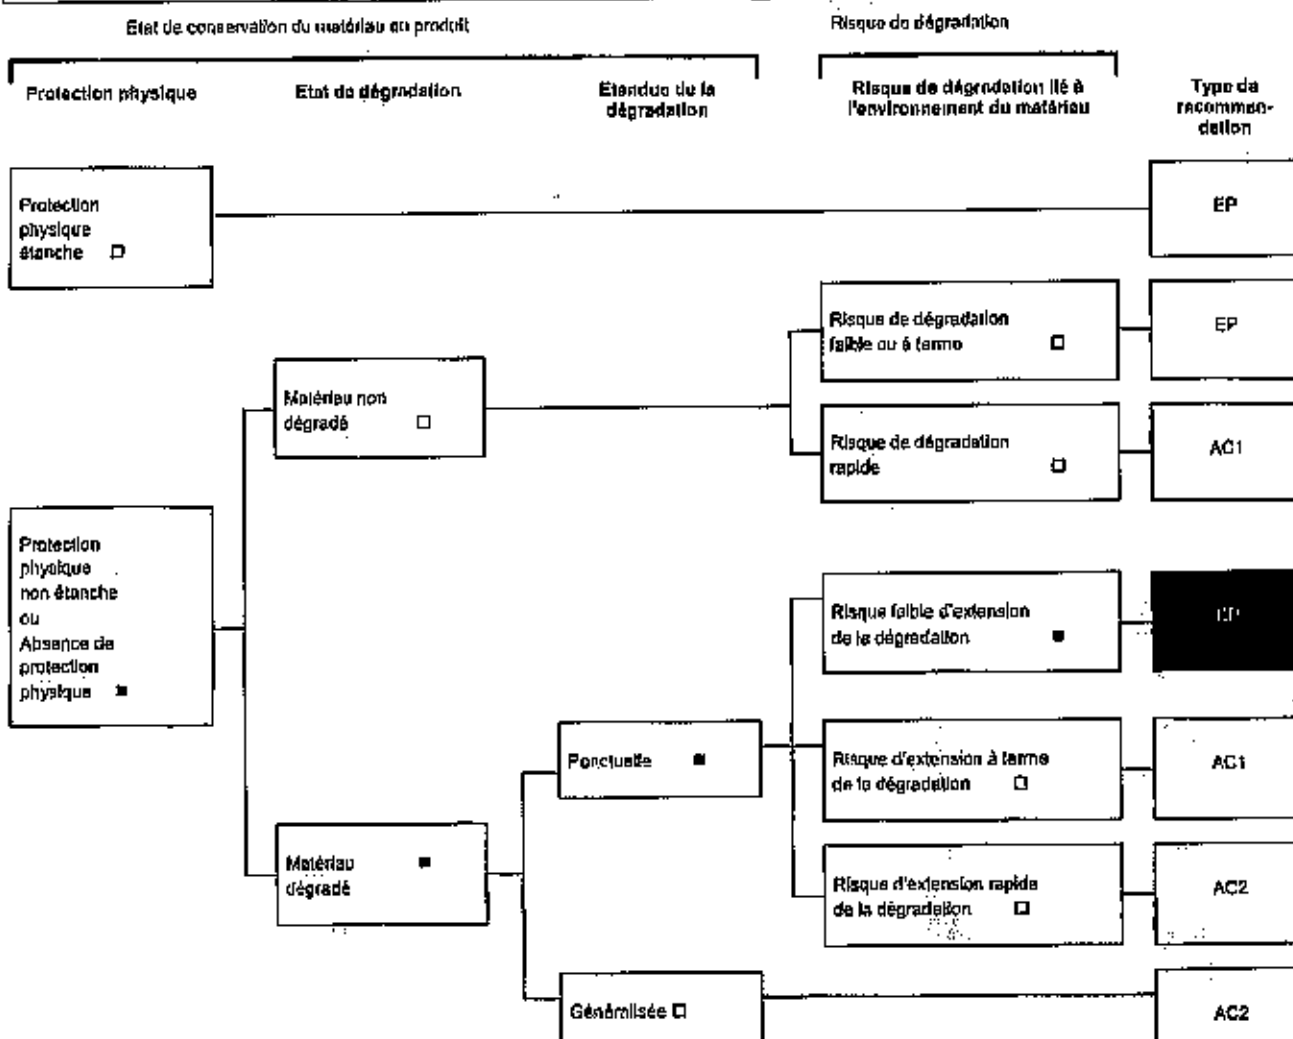 Etat de conservation du matériau ou produit
Risque de dégradation
Protection physique
Etat de dégradation
Etendue de la
dégradation
Risque de dégradation lié à
l'environnement du matériau
Type de
recomman-
dation
Protection
physique
étanche
EP
Risque de dégradation
faible ou à terme
EP
Matériau non
dégradé
Risque de dégradation
rapide
AC1
Protection
physique
non étanche
ou
Absence de
protection
physique
Risque faible d'extension
de la dégradation
EP
Ponctuelle
Risque d'extension à terme
de la dégradation
AC1
Matériau
dégradé
Risque d'extension rapide
de la dégradation
AC2
Généralisée
AC2